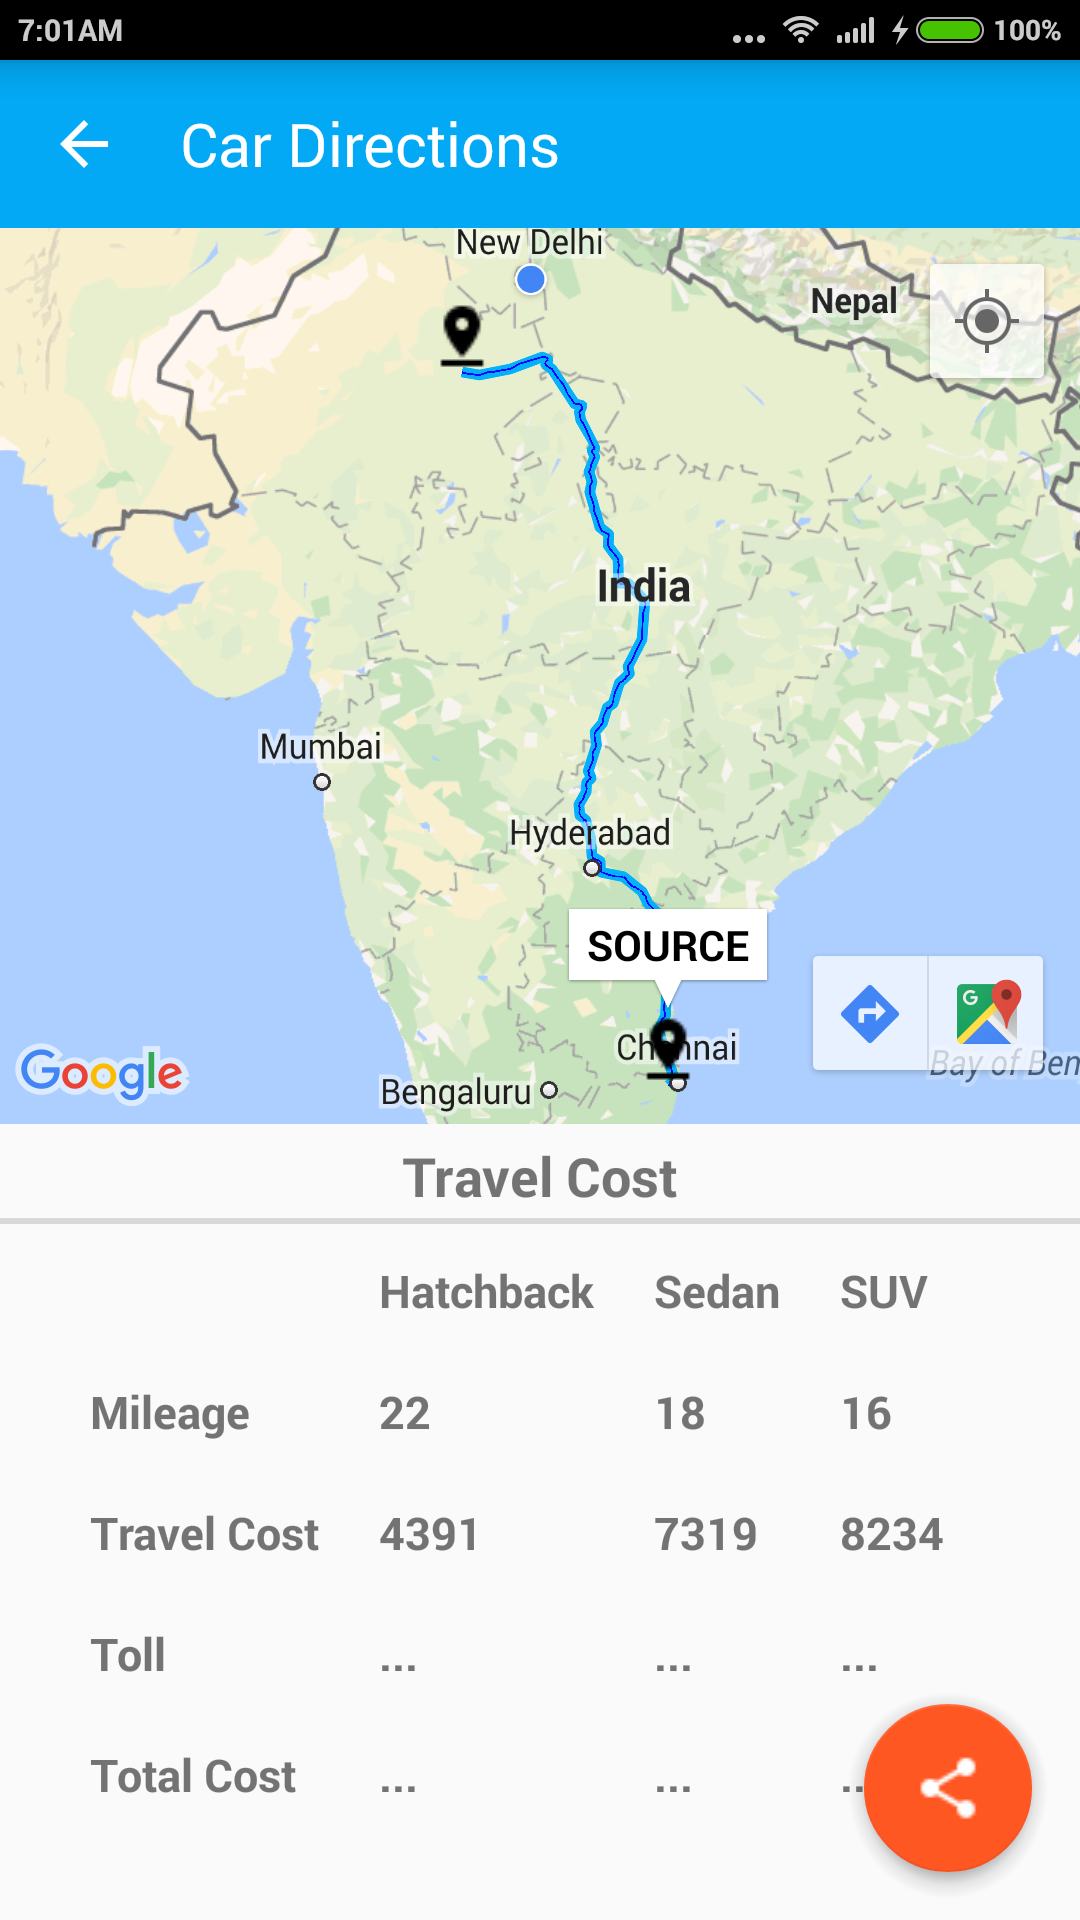 7:01AM ... 100%
Car Directions
New Delhi
Nepal
India
Mumbai
Hyderabad
SOURCE
G
Google
Bengaluru
Bay of Ben
Travel Cost
Hatchback Sedan SUV
Mileage 22 18 16
Travel Cost 4391 7319 8234
Toll ... ... ...
Total Cost ... ... ..